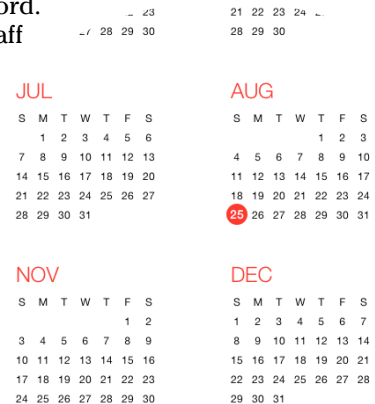 ord.
aff
23
28 29 30
21 22 23 24
28 29 30
JUL
S M T W T F S
1 2 3 4 5 6
7 8 9 10 11 12 13
14 15 16 17 18 19 20
21 22 23 24 25 26 27
28 29 30 31
AUG
S M T W T F S
1 2 3
4 5 6 7 8 9 10
11 12 13 14 15 16 17
18 19 20 21 22 23 24
25 26 27 28 29 30 31
NOV
S M T W T F S
1 2
3 4 5 6 7 8 9
10 11 12 13 14 15 16
17 18 19 20 21 22 23
24 25 26 27 28 29 30
DEC
S M T W T F S
1 2 3 4 5 6 7
8 9 10 11 12 13 14
15 16 17 18 19 20 21
22 23 24 25 26 27 28
29 30 31